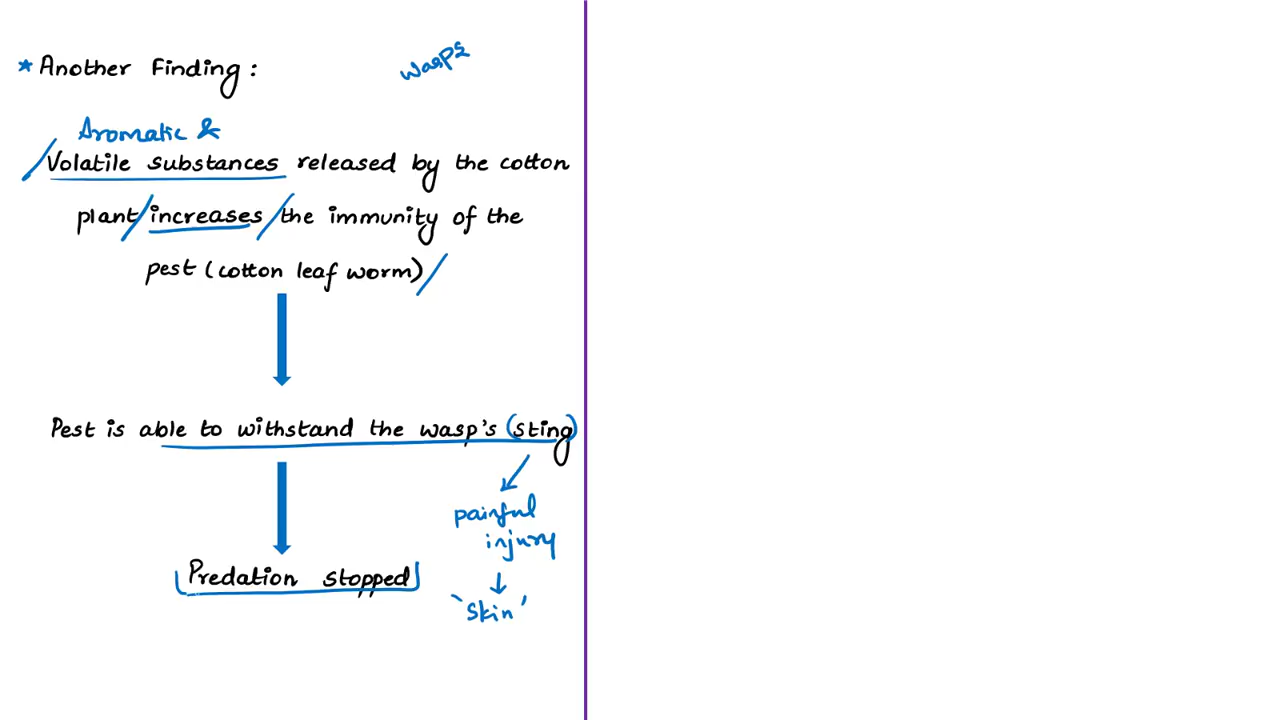 * Another Finding:
wasps
Aromatic &
Volatile substances released by the cotton
plant/increases/the immunity of the
pest (cotton leaf worm)
Pest is able to withstand the wasp's (sting)
painful
injury
Predation stopped
'skin'